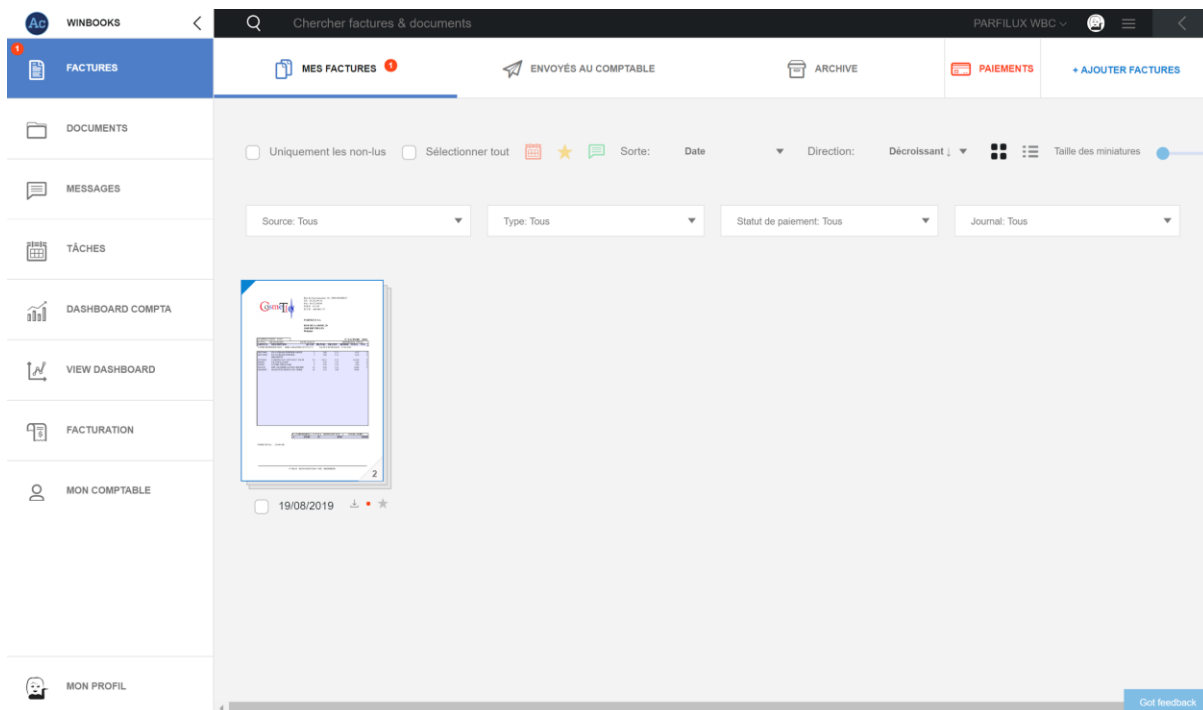 Ac WINBOOKS
Chercher factures & documents
PARFILUX WBC
1
FACTURES
MES FACTURES 1
ENVOYÉS AU COMPTABLE
ARCHIVE
PAIEMENTS
+ AJOUTER FACTURES
DOCUMENTS
MESSAGES
TÂCHES
DASHBOARD COMPTA
VIEW DASHBOARD
FACTURATION
MON COMPTABLE
MON PROFIL
Uniquement les non-lus Sélectionner tout Sorte: Date Direction: Décroissant ↓ Taille des miniatures
Source: Tous
Type: Tous
Statut de paiement: Tous
Journal: Tous
2
19/08/2019
Got feedback